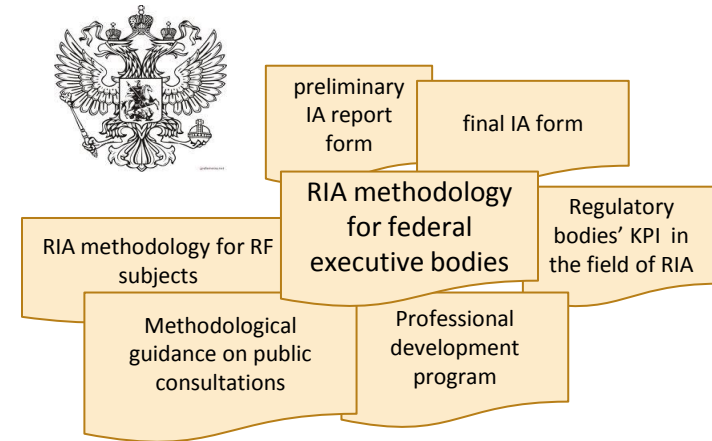 preliminary
IA report
form
final IA form
RIA methodology
for federal
executive bodies
Regulatory
bodies’ KPI in
the field of RIA
RIA methodology for RF
subjects
Methodological
guidance on public
consultations
Professional
development
program